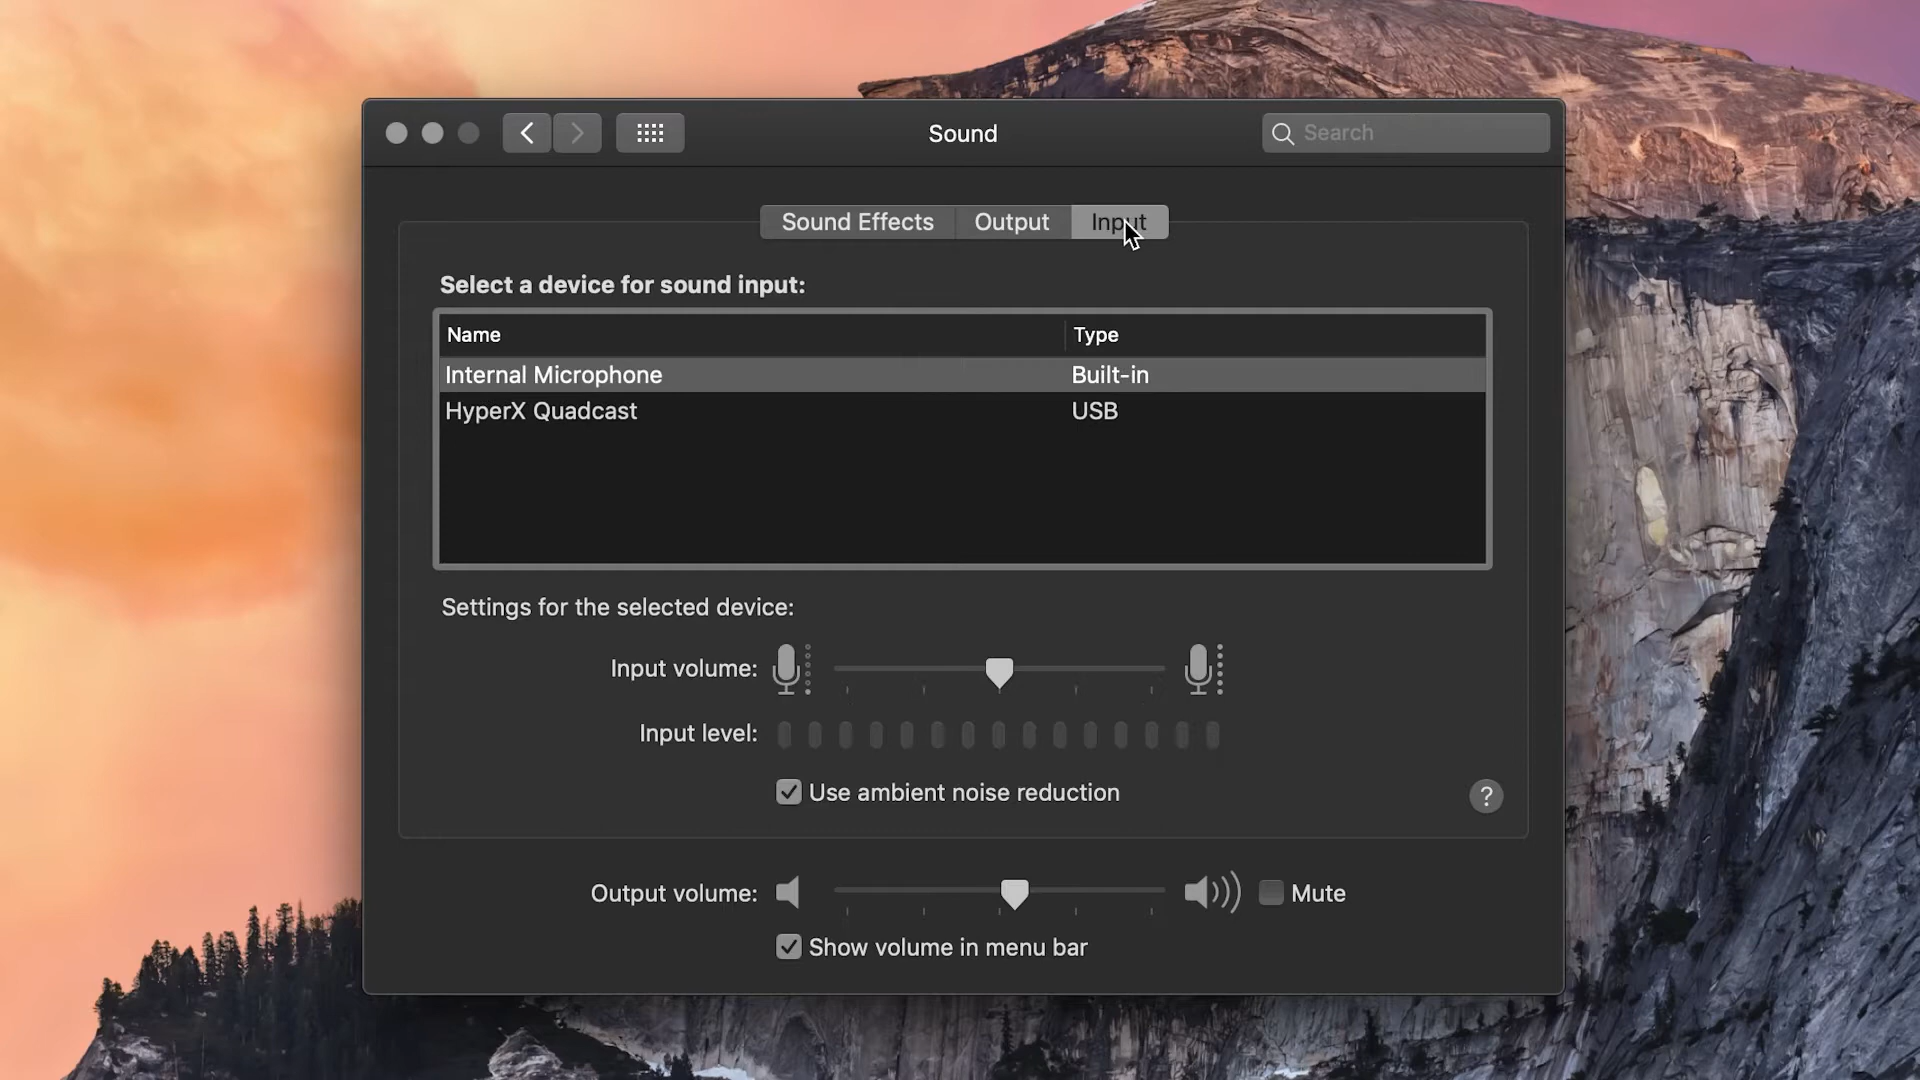 Sound
Search
Sound Effects
Output
Input
Select a device for sound input:
Name
Type
Internal Microphone
Built-in
HyperX Quadcast
USB
Settings for the selected device:
Input volume:
Input level:
Use ambient noise reduction
?
Output volume:
Mute
Show volume in menu bar